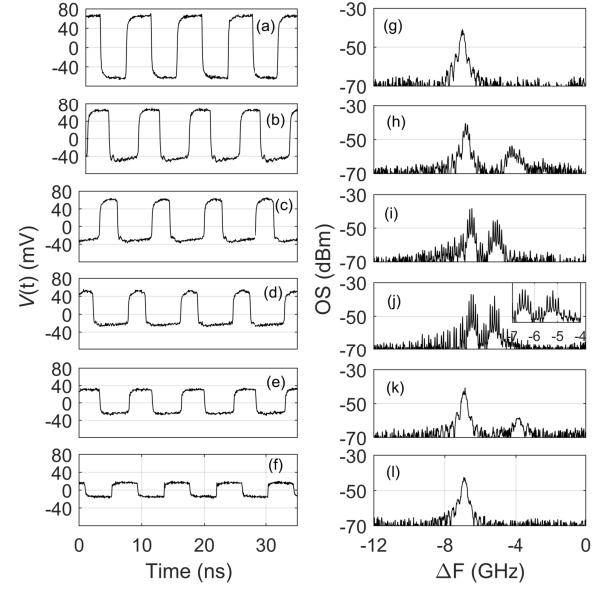 80
40
0
-40
(a)
80
40
0
-40
(b)
80
40
0
-40
(c)
80
40
0
-40
(d)
80
40
0
-40
(e)
80
40
0
-40
(f)
0
10
20
30
Time (ns)
V(t) (mV)
-30
-50
-70
(g)
-30
-50
-70
(h)
-30
-50
-70
(i)
-30
-50
-70
(j)
-7 -6 -5 -4
-30
-50
-70
(k)
-30
-50
-70
(l)
-12
-8
-4
0
ΔF (GHz)
OS (dBm)